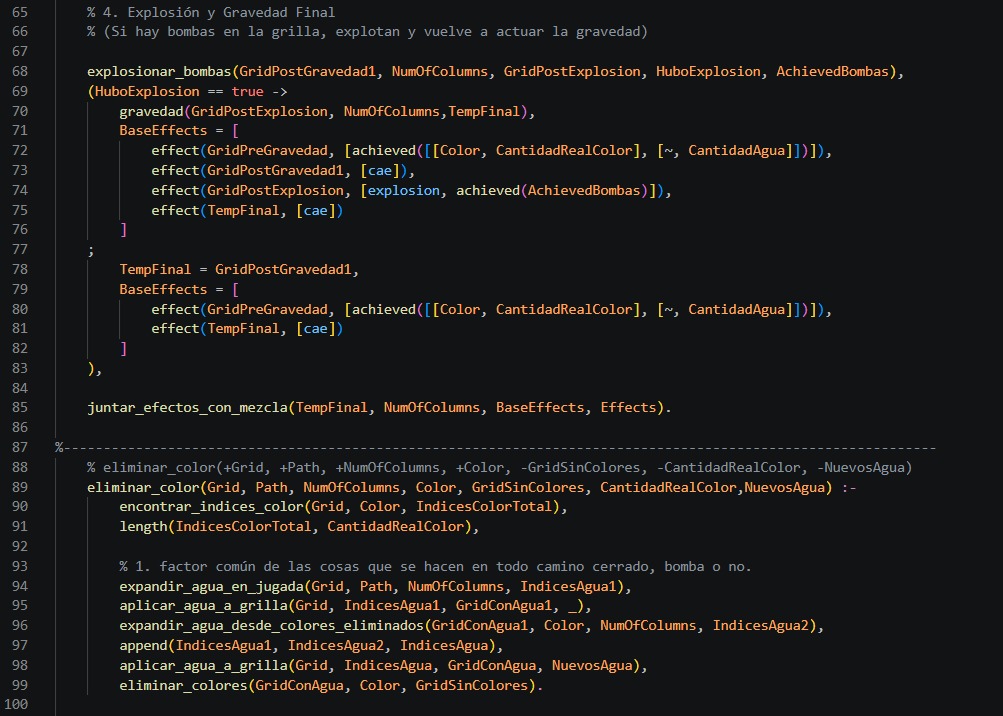 65 % 4. Explosión y Gravedad Final
66 % (Si hay bombas en la grilla, explotan y vuelve a actuar la gravedad)
67
68 explosionar_bombas(GridPostGravedad1, NumOfColumns, GridPostExplosion, HuboExplosion, AchievedBombas),
69 (HuboExplosion == true ->
70 gravedad(GridPostExplosion, NumOfColumns,TempFinal),
71 BaseEffects = [
72 effect(GridPreGravedad, [achieved([[Color, CantidadRealColor], [~, CantidadAgua]])]),
73 effect(GridPostGravedad1, [cae]),
74 effect(GridPostExplosion, [explosion, achieved(AchievedBombas)]),
75 effect(TempFinal, [cae])
76 ]
77 ;
78 TempFinal = GridPostGravedad1,
79 BaseEffects = [
80 effect(GridPreGravedad, [achieved([[Color, CantidadRealColor], [~, CantidadAgua]])]),
81 effect(TempFinal, [cae])
82 ]
83 ),
84
85 juntar_efectos_con_mezcla(TempFinal, NumOfColumns, BaseEffects, Effects).
86
87 %--------------------------------------------------------------------------------------------------------------
88 % eliminar_color(+Grid, +Path, +NumOfColumns, +Color, -GridSinColores, -CantidadRealColor, -NuevosAgua)
89 eliminar_color(Grid, Path, NumOfColumns, Color, GridSinColores, CantidadRealColor,NuevosAgua) :-
90 encontrar_indices_color(Grid, Color, IndicesColorTotal),
91 length(IndicesColorTotal, CantidadRealColor),
92
93 % 1. factor común de las cosas que se hacen en todo camino cerrado, bomba o no.
94 expandir_agua_en_jugada(Grid, Path, NumOfColumns, IndicesAgua1),
95 aplicar_agua_a_grilla(Grid, IndicesAgua1, GridConAgua1, _),
96 expandir_agua_desde_colores_eliminados(GridConAgua1, Color, NumOfColumns, IndicesAgua2),
97 append(IndicesAgua1, IndicesAgua2, IndicesAgua),
98 aplicar_agua_a_grilla(Grid, IndicesAgua, GridConAgua, NuevosAgua),
99 eliminar_colores(GridConAgua, Color, GridSinColores).
100